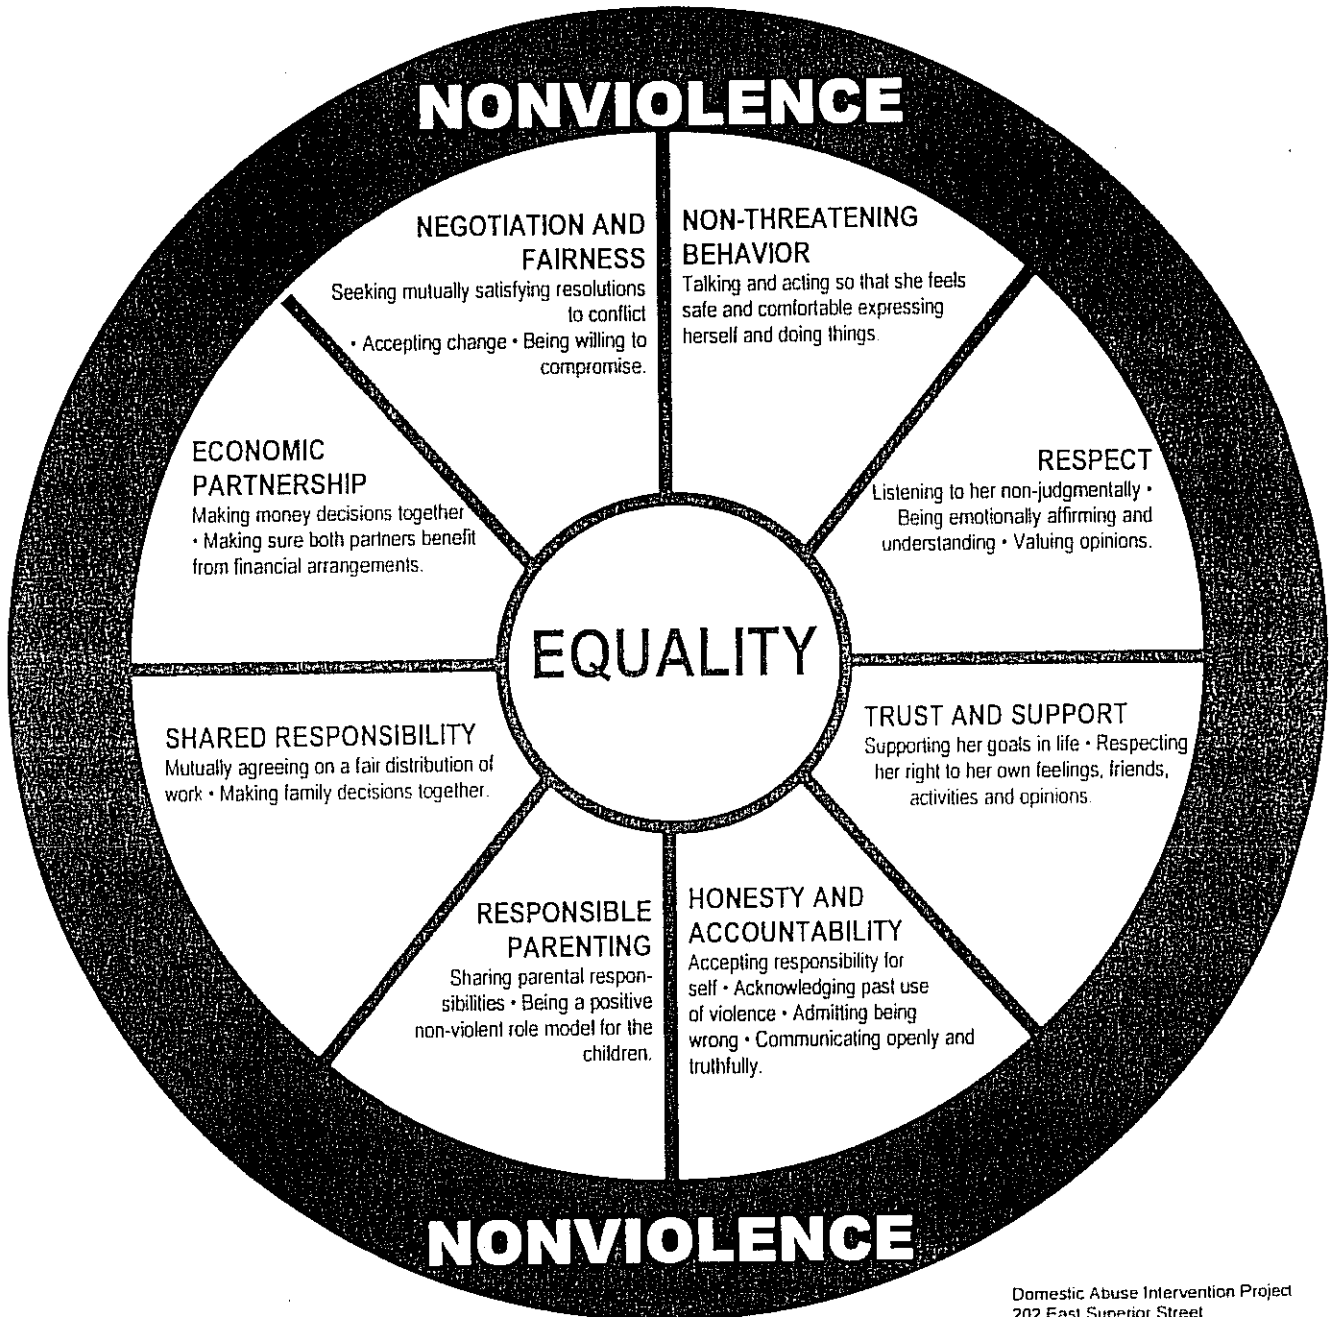 NONVIOLENCE
NEGOTIATION AND
FAIRNESS
Seeking mutually satisfying resolutions
to conflict
• Accepting change • Being willing to
compromise.
NON-THREATENING
BEHAVIOR
Talking and acting so that she feels
safe and comfortable expressing
herself and doing things.
RESPECT
Listening to her non-judgmentally •
Being emotionally affirming and
understanding • Valuing opinions.
TRUST AND SUPPORT
Supporting her goals in life • Respecting
her right to her own feelings, friends,
activities and opinions.
HONESTY AND
ACCOUNTABILITY
Accepting responsibility for
self • Acknowledging past use
of violence • Admitting being
wrong • Communicating openly and
truthfully.
RESPONSIBLE
PARENTING
Sharing parental respon-
sibilities • Being a positive
non-violent role model for the
children.
SHARED RESPONSIBILITY
Mutually agreeing on a fair distribution of
work • Making family decisions together.
ECONOMIC
PARTNERSHIP
Making money decisions together
• Making sure both partners benefit
from financial arrangements.
EQUALITY
NONVIOLENCE
Domestic Abuse Intervention Project
202 East Superior Street